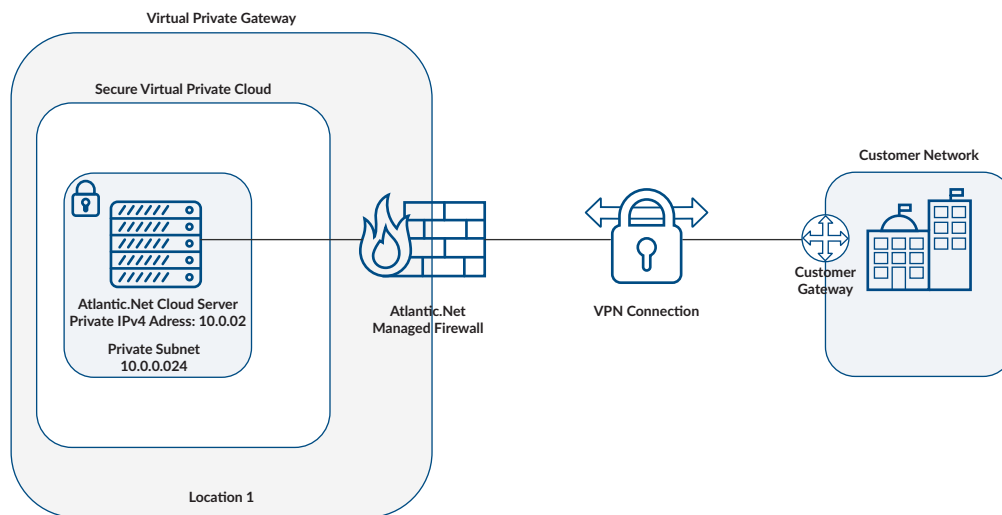 Virtual Private Gateway
Secure Virtual Private Cloud
Atlantic.Net Cloud Server
Private IPv4 Adress: 10.0.02
Private Subnet
10.0.0.024
Location 1
Atlantic.Net
Managed Firewall
VPN Connection
Customer Network
Customer
Gateway